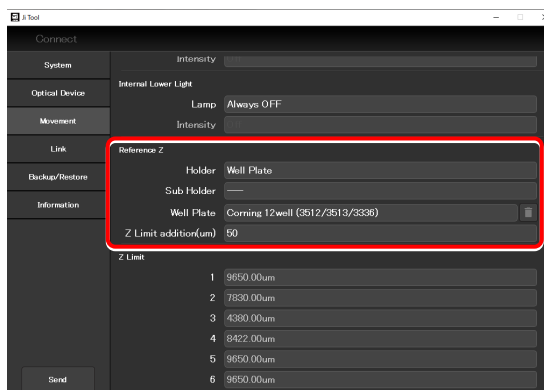 Ji Tool
Connect
System
Optical Device
Movement
Link
Backup/Restore
Information
Send
Intensity
Internal Lower Light
Lamp Always OFF
Intensity
Reference Z
Holder Well Plate
Sub Holder ---
Well Plate Corning 12well (3512/3513/3336)
Z Limit addition(um) 50
Z Limit
1 9650.00um
2 7830.00um
3 4380.00um
4 8422.00um
5 9650.00um
6 9650.00um